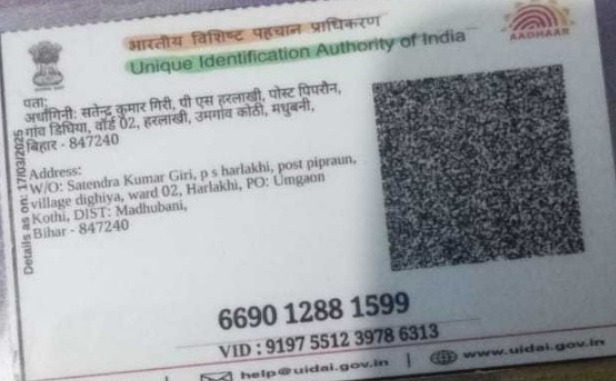 भारतीय विशिष्ट पहचान प्राधिकरण
Unique Identification Authority of India
AADHAAR
Details as on: 17/03/2025
पता:
अर्धांगिनी: सतेन्द्र कुमार गिरी, पी एस हरलाखी, पोस्ट पिपरौन,
गांव डिघिया, वॉर्ड 02, हरलाखी, उमगांव कोठी, मधुबनी,
बिहार - 847240
Address:
W/O: Satendra Kumar Giri, p s harlakhi, post pipraun,
village dighiya, ward 02, Harlakhi, PO: Umgaon
Kothi, DIST: Madhubani,
Bihar - 847240
6690 1288 1599
VID : 9197 5512 3978 6313
help@uidai.gov.in | www.uidai.gov.in